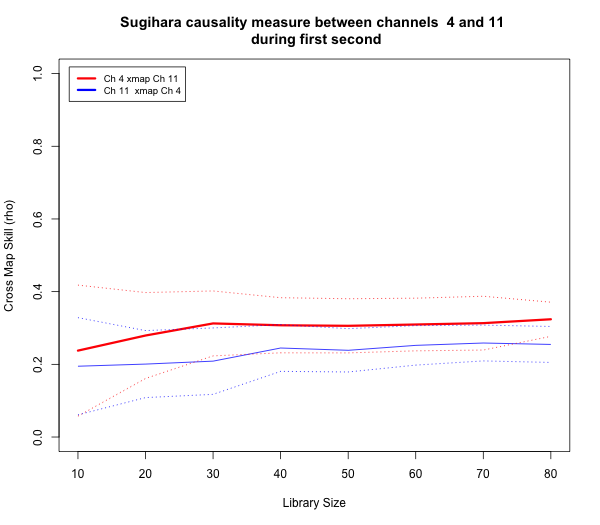 Sugihara causality measure between channels  4 and 11
during first second
Ch 4 xmap Ch 11
Ch 11  xmap Ch 4
Cross Map Skill (rho)
1.0
0.8
0.6
0.4
0.2
0.0
10 20 30 40 50 60 70 80
Library Size